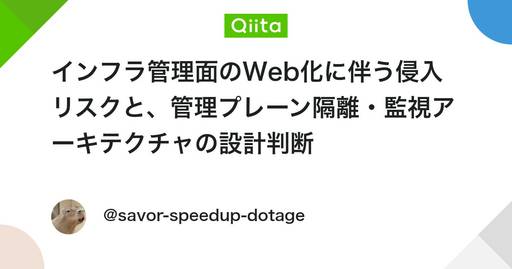 Qiita
インフラ管理面のWeb化に伴う侵入
リスクと、管理プレーン隔離・監視ア
ーキテクチャの設計判断
@savor-speedup-dotage